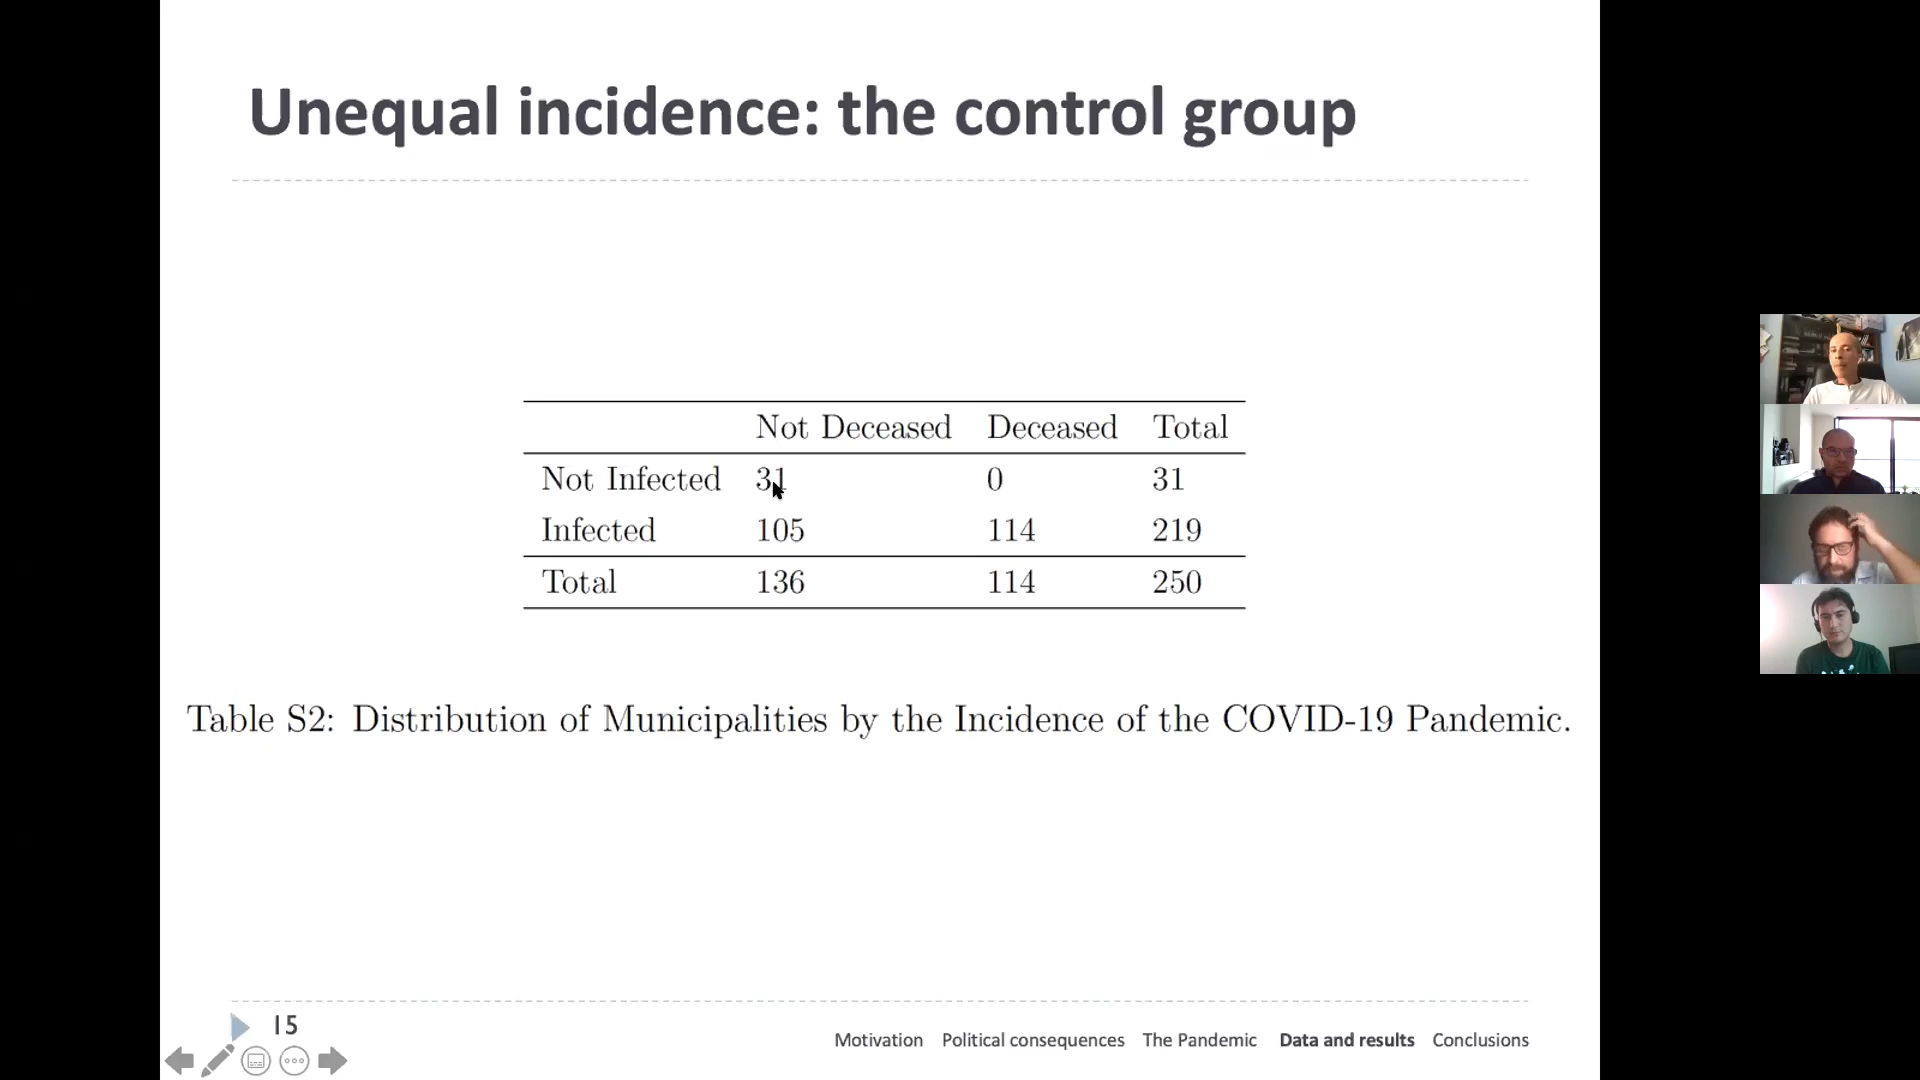 Unequal incidence: the control group
Not Deceased Deceased Total
Not Infected 31 0 31
Infected 105 114 219
Total 136 114 250
Table S2: Distribution of Municipalities by the Incidence of the COVID-19 Pandemic.
15
Motivation Political consequences The Pandemic Data and results Conclusions